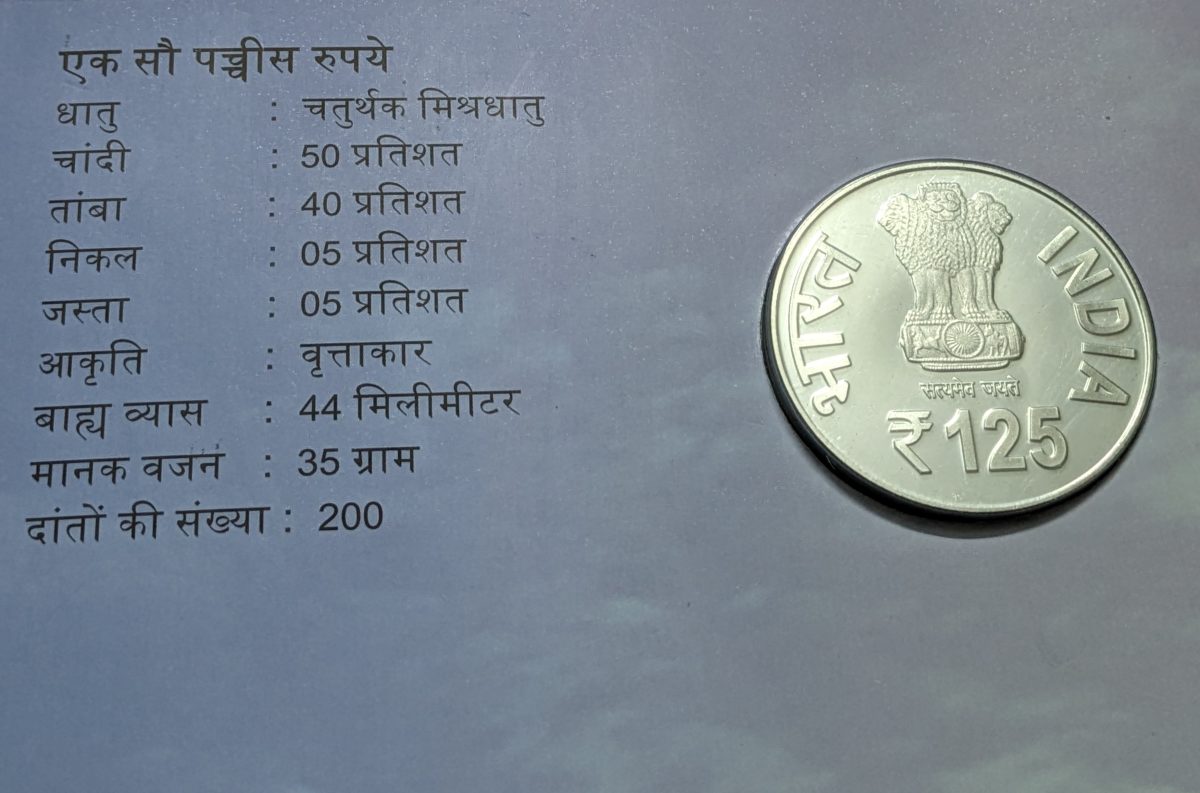 एक सौ पच्चीस रुपये
धातु : चतुर्थक मिश्रधातु
चांदी : 50 प्रतिशत
तांबा : 40 प्रतिशत
निकल : 05 प्रतिशत
जस्ता : 05 प्रतिशत
आकृति : वृत्ताकार
बाह्य व्यास : 44 मिलीमीटर
मानक वजन : 35 ग्राम
दांतों की संख्या : 200
भारत
INDIA
सत्यमेव जयते
₹125